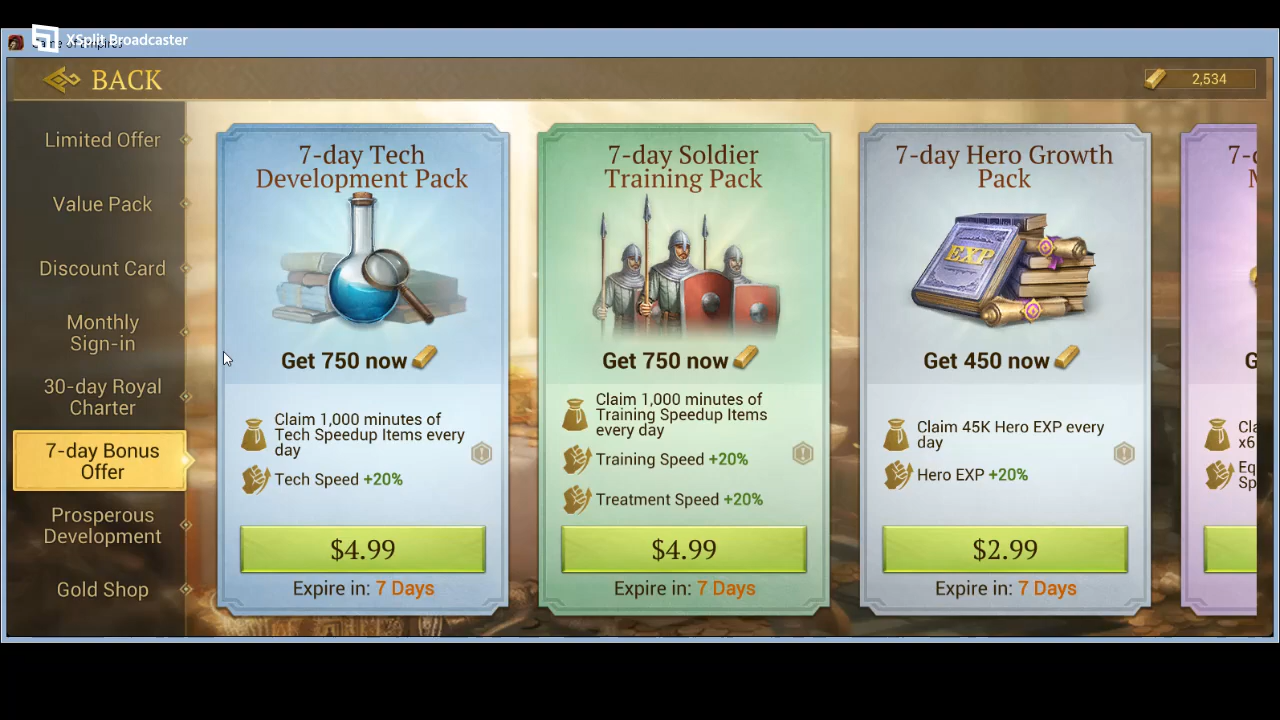 XSplit Broadcaster
BACK
2,534
Limited Offer
Value Pack
Discount Card
Monthly
Sign-in
30-day Royal
Charter
7-day Bonus
Offer
Prosperous
Development
Gold Shop
7-day Tech
Development Pack
Get 750 now
Claim 1,000 minutes of
Tech Speedup Items every
day
Tech Speed +20%
$4.99
Expire in: 7 Days
7-day Soldier
Training Pack
Get 750 now
Claim 1,000 minutes of
Training Speedup Items
every day
Training Speed +20%
Treatment Speed +20%
$4.99
Expire in: 7 Days
7-day Hero Growth
Pack
EXP
Get 450 now
Claim 45K Hero EXP every
day
Hero EXP +20%
$2.99
Expire in: 7 Days
7-
M
G
Cla
x6
Eq
Sp